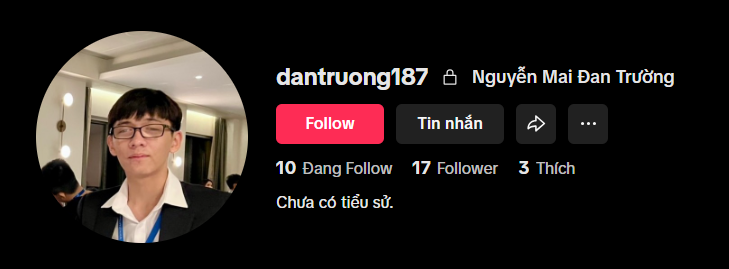 dantruong187 Nguyễn Mai Đan Trường
Follow Tin nhắn
10 Đang Follow 17 Follower 3 Thích
Chưa có tiểu sử.